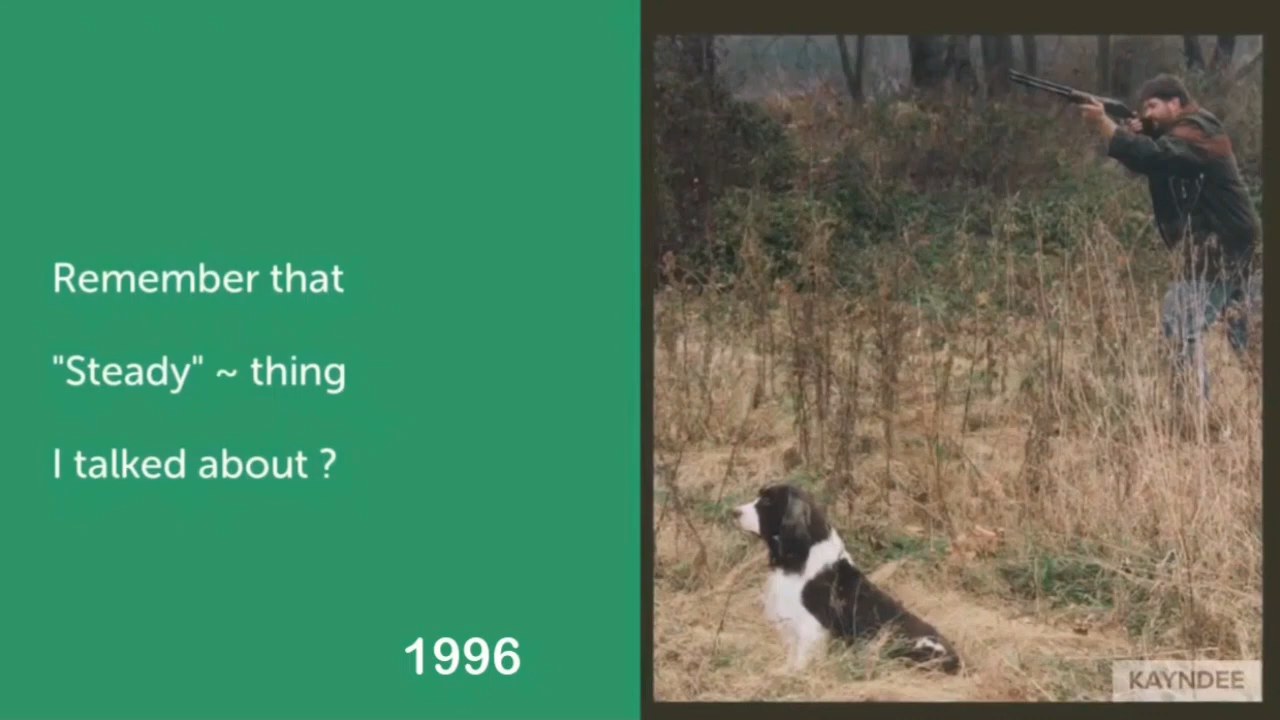 Remember that
"Steady" ~ thing
I talked about ?
1996
KAYNDEE